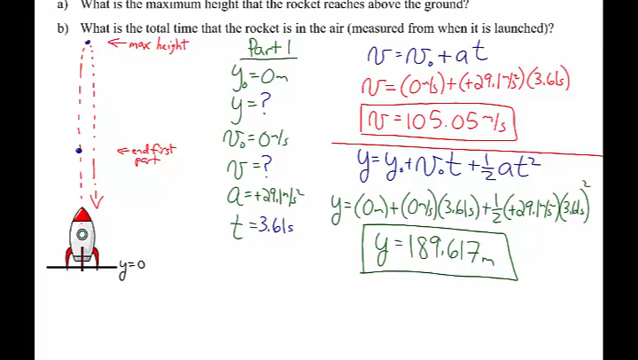 a) What is the maximum height that the rocket reaches above the ground?
b) What is the total time that the rocket is in the air (measured from when it is launched)?
← max height
← end first part
y=0
Part 1
y₀=0m
y=?
v₀=0m/s
v=?
a=+29.1m/s²
t=3.61s
v=v₀+at
v=(0m/s)+(+29.1m/s²)(3.61s)
v=105.05m/s
y=y₀+v₀t+½at²
y=(0m)+(0m/s)(3.61s)+½(+29.1m/s²)(3.61s)²
y=189.617m